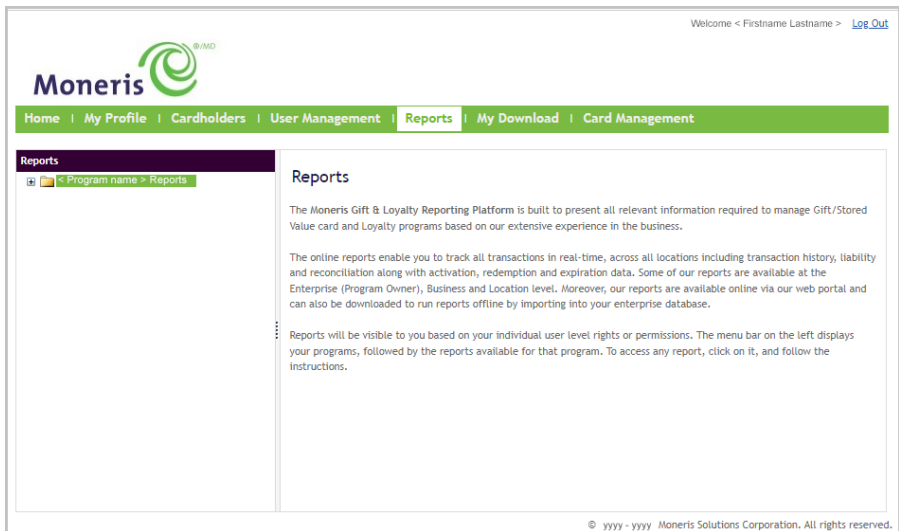 Welcome < Firstname Lastname > Log Out
®/MD
Moneris
Home | My Profile | Cardholders | User Management | Reports | My Download | Card Management
Reports
< Program name > Reports
Reports
The Moneris Gift & Loyalty Reporting Platform is built to present all relevant information required to manage Gift/Stored
Value card and Loyalty programs based on our extensive experience in the business.
The online reports enable you to track all transactions in real-time, across all locations including transaction history, liability
and reconciliation along with activation, redemption and expiration data. Some of our reports are available at the
Enterprise (Program Owner), Business and Location level. Moreover, our reports are available online via our web portal and
can also be downloaded to run reports offline by importing into your enterprise database.
Reports will be visible to you based on your individual user level rights or permissions. The menu bar on the left displays
your programs, followed by the reports available for that program. To access any report, click on it, and follow the
instructions.
© yyyy - yyyy Moneris Solutions Corporation. All rights reserved.